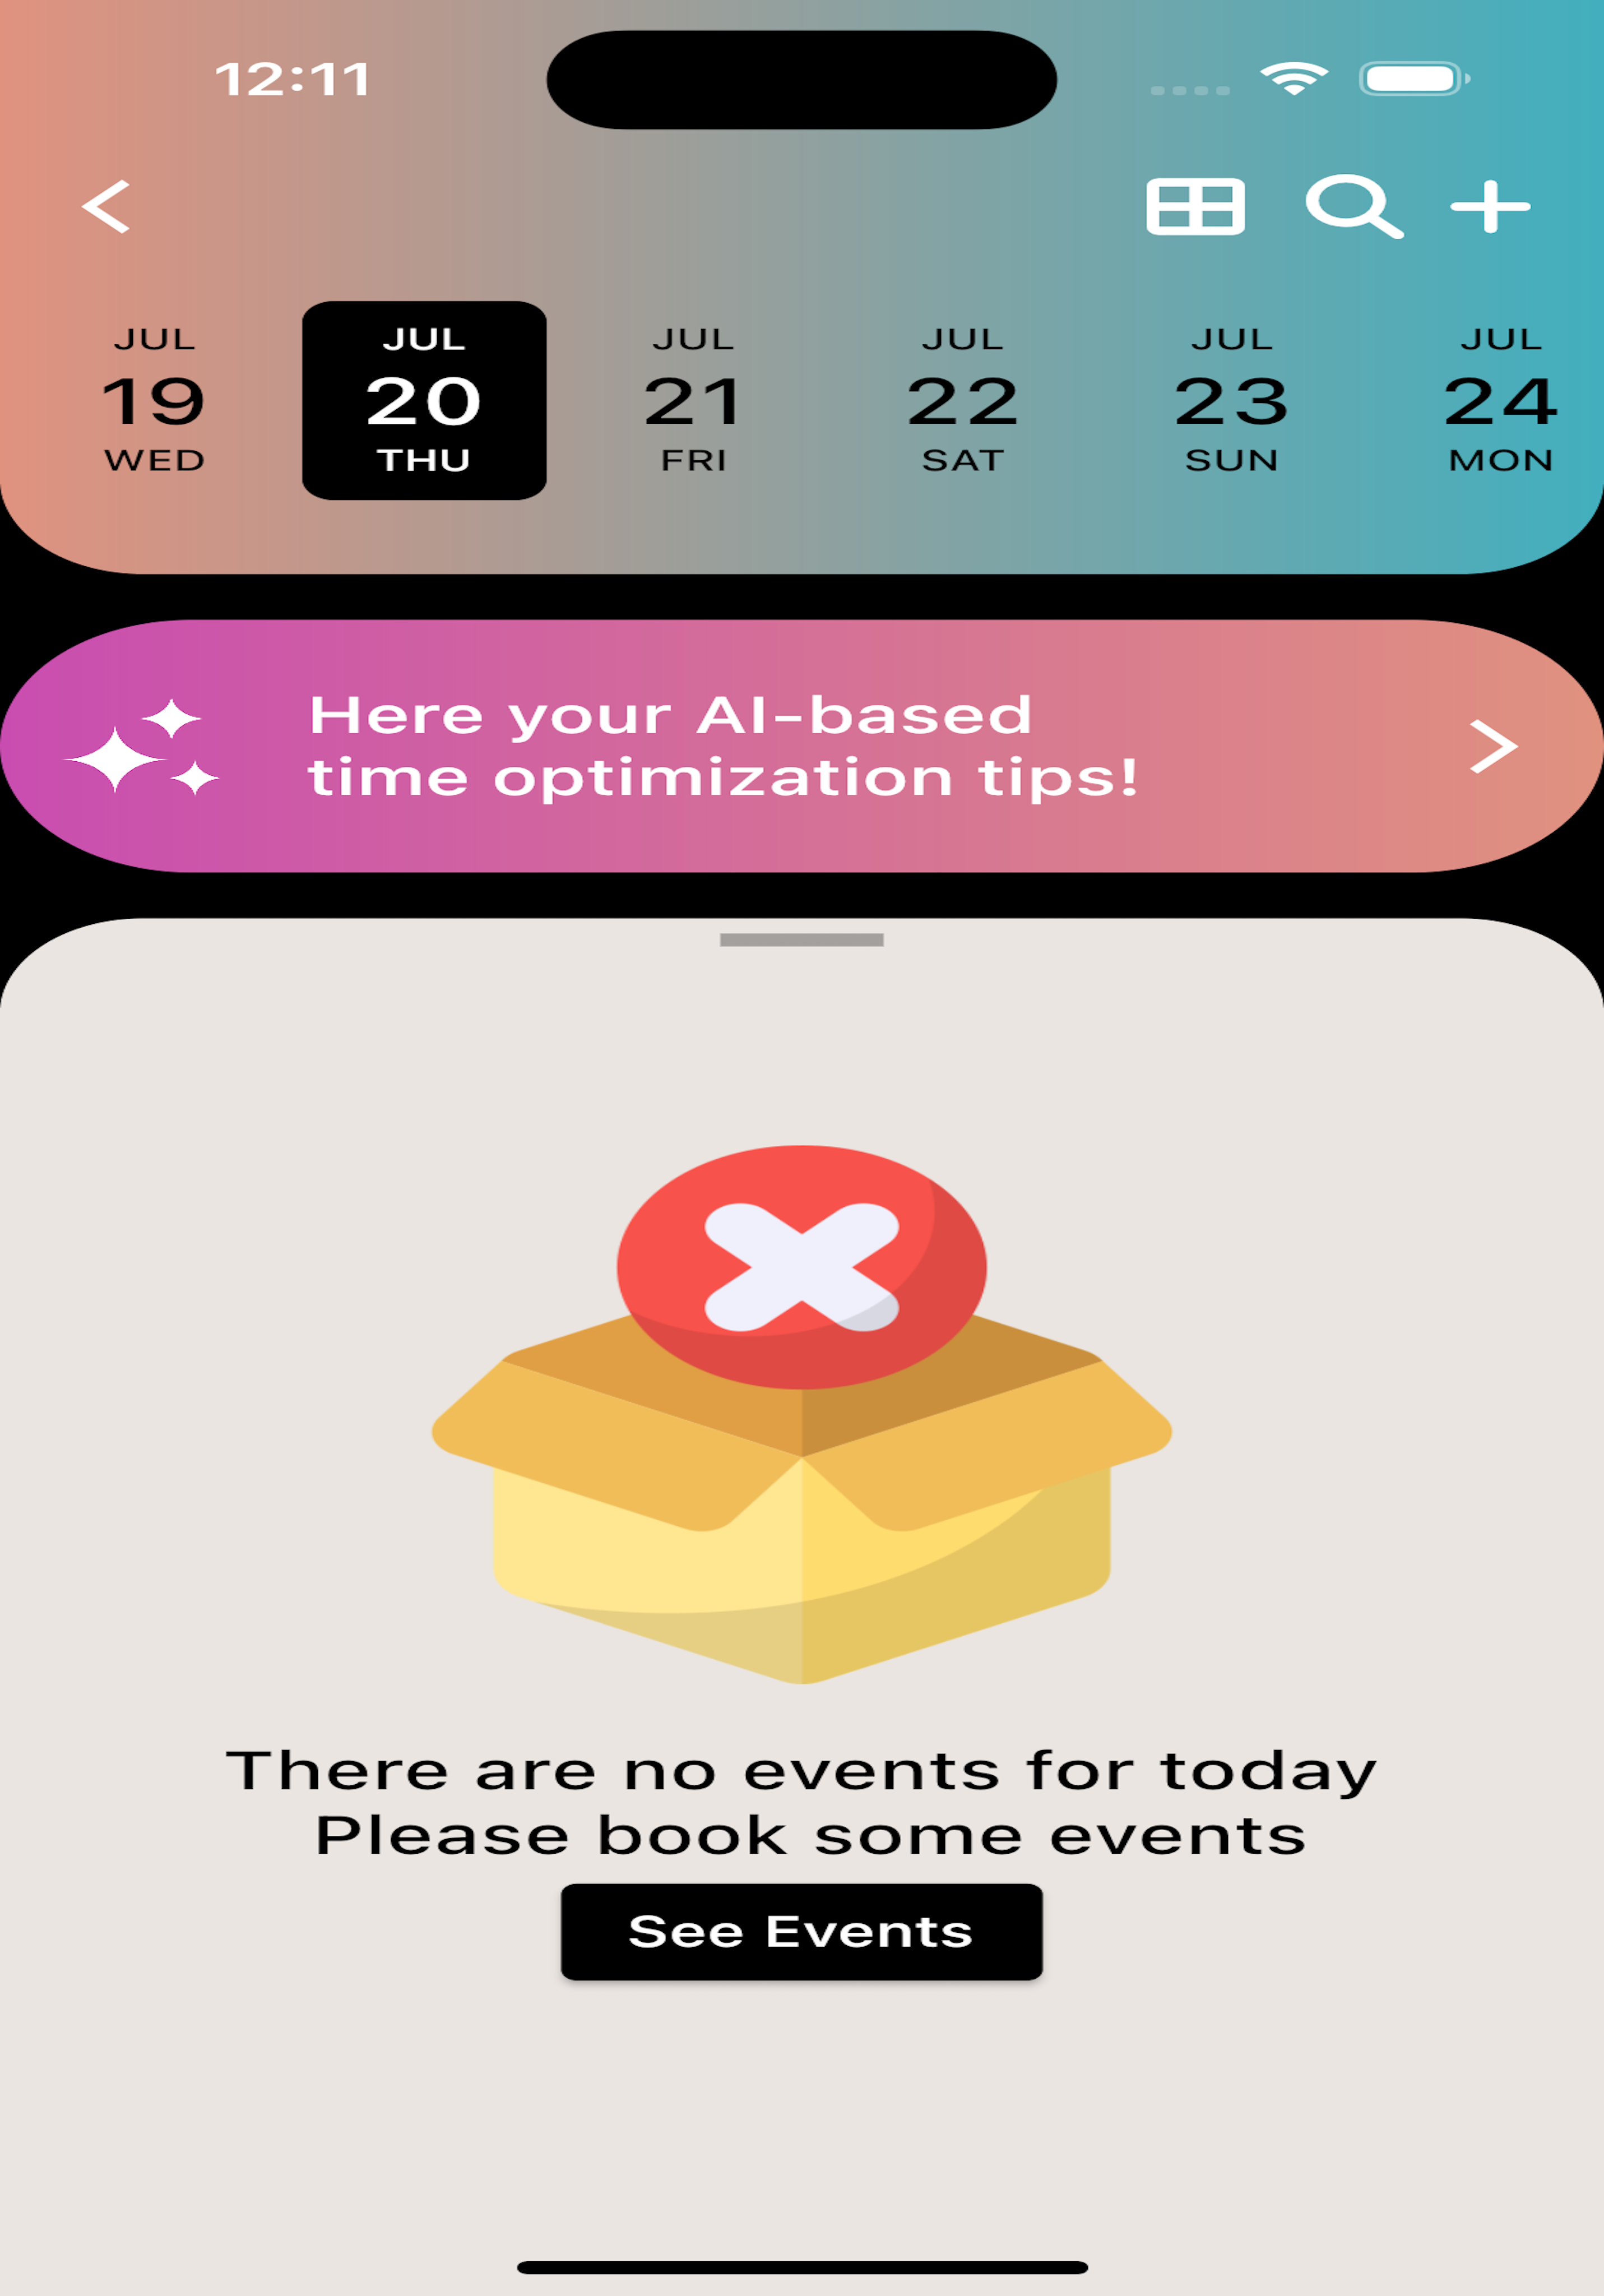 12:11
JUL JUL JUL JUL JUL JUL
19 20 21 22 23 24
WED THU FRI SAT SUN MON
Here your AI-based
time optimization tips!
There are no events for today
Please book some events
See Events